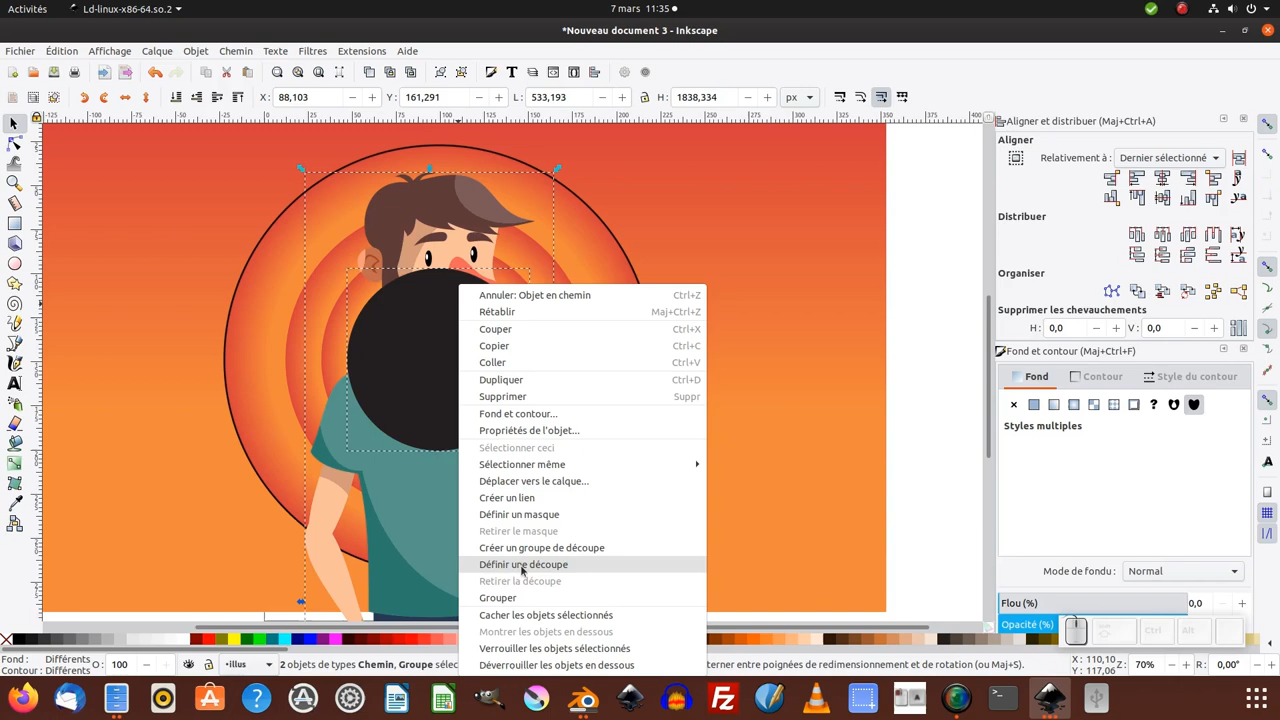 Activités
Ld-linux-x86-64.so.2
7 mars 11:35
*Nouveau document 3 - Inkscape
Fichier Édition Affichage Calque Objet Chemin Texte Filtres Extensions Aide
X: 88,103 Y: 161,291 L: 533,193 H: 1838,334 px
Aligner et distribuer (Maj+Ctrl+A)
Aligner
Relativement à : Dernier sélectionné
Distribuer
Organiser
Supprimer les chevauchements
H : 0,0 V : 0,0
Fond et contour (Maj+Ctrl+F)
Fond Contour Style du contour
Styles multiples
Mode de fondu : Normal
Flou (%) 0,0
Opacité (%)
Ctrl Alt
Annuler: Objet en chemin Ctrl+Z
Rétablir Maj+Ctrl+Z
Couper Ctrl+X
Copier Ctrl+C
Coller Ctrl+V
Dupliquer Ctrl+D
Supprimer Suppr
Fond et contour...
Propriétés de l'objet...
Sélectionner ceci
Sélectionner même
Déplacer vers le calque...
Créer un lien
Définir un masque
Retirer le masque
Créer un groupe de découpe
Définir une découpe
Retirer la découpe
Grouper
Cacher les objets sélectionnés
Montrer les objets en dessous
Verrouiller les objets sélectionnés
Déverrouiller les objets en dessous
Fond : Différents
Contour : Différents
O: 100
illus
2 objets de types Chemin, Groupe
terner entre poignées de redimensionnement et de rotation (ou Maj+S).
X: 110,10
Y: 117,06
Z: 70%
R: 0,00°